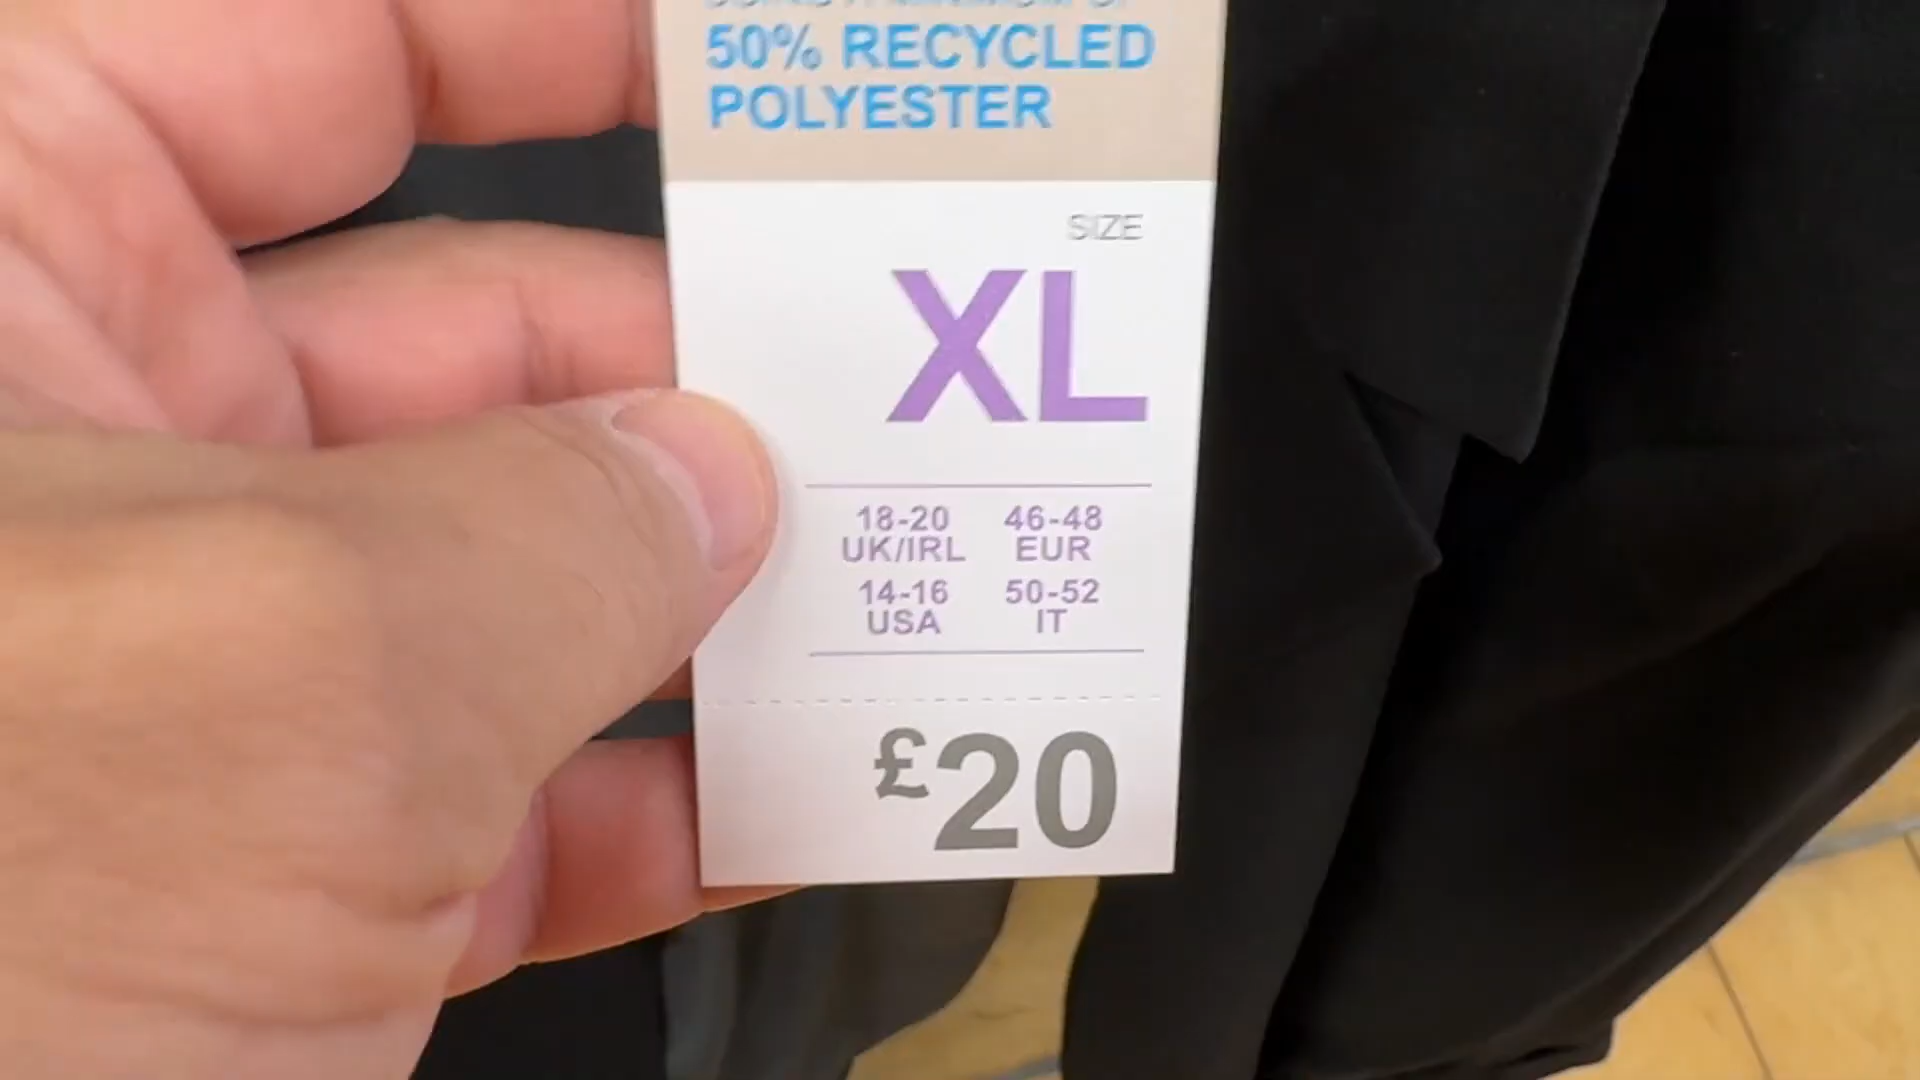 50% RECYCLED
POLYESTER
SIZE
XL
18-20 46-48
UK/IRL EUR
14-16 50-52
USA IT
£20